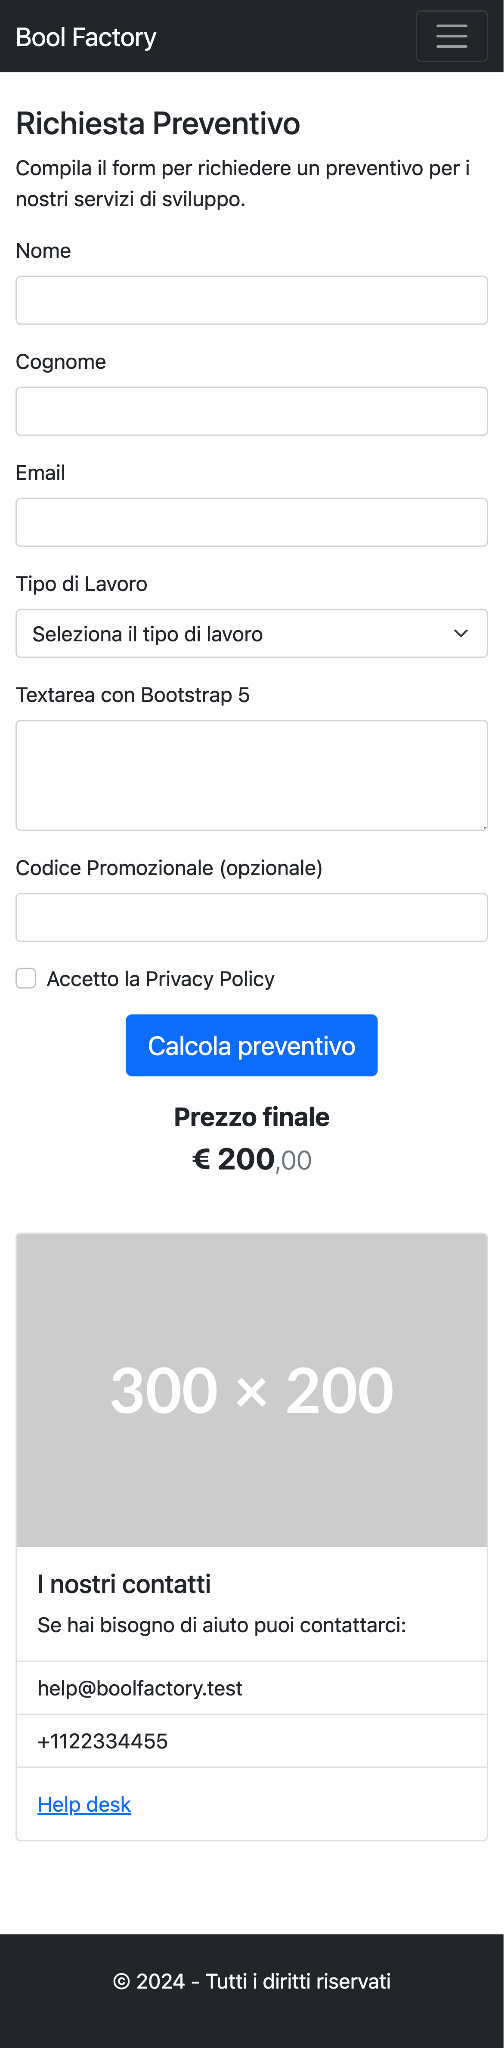 Bool Factory
Richiesta Preventivo
Compila il form per richiedere un preventivo per i
nostri servizi di sviluppo.
Nome
Cognome
Email
Tipo di Lavoro
Seleziona il tipo di lavoro
Textarea con Bootstrap 5
Codice Promozionale (opzionale)
Accetto la Privacy Policy
Calcola preventivo
Prezzo finale
€ 200,00
300 × 200
I nostri contatti
Se hai bisogno di aiuto puoi contattarci:
help@boolfactory.test
+1122334455
Help desk
© 2024 - Tutti i diritti riservati